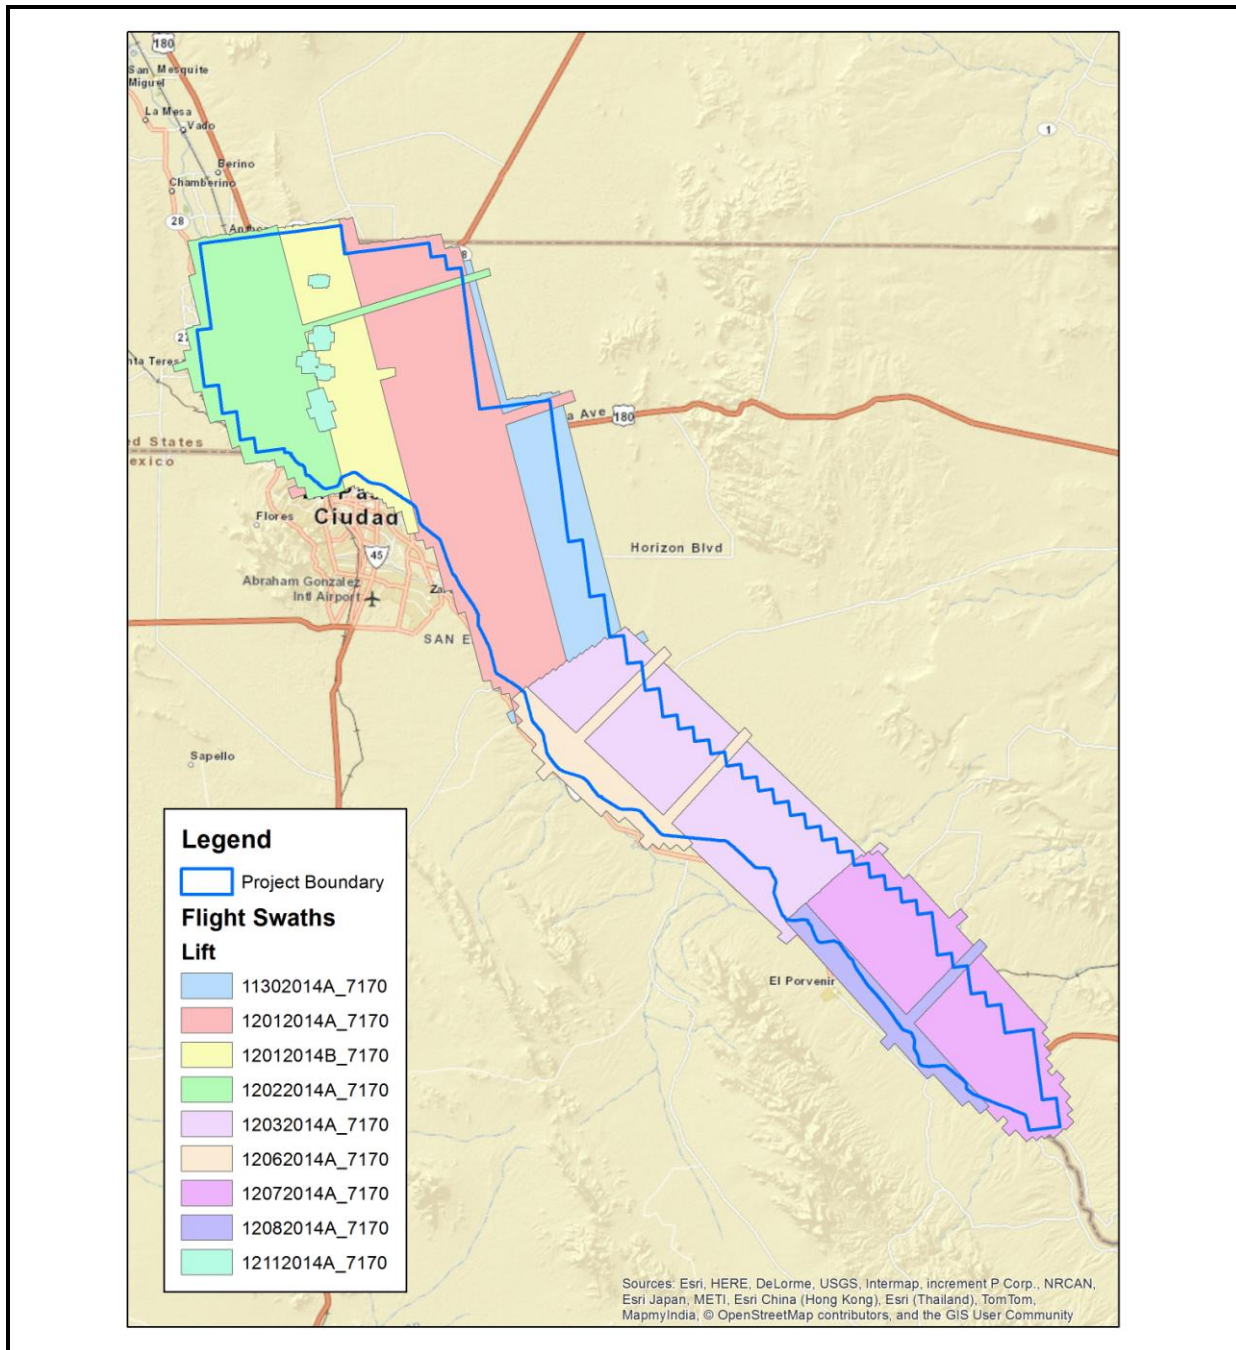 180
San Mesquite
Miguel
La Mesa
Vado
1
Berino
Chamberino
28
8
27
a Ave
180
ed States
exico
Ciudad
Flores
45
Horizon Blvd
Abraham Gonzalez
Intl Airport
SAN E
Sapello
El Porvenir
Legend
Project Boundary
Flight Swaths
Lift
11302014A_7170
12012014A_7170
12012014B_7170
12022014A_7170
12032014A_7170
12062014A_7170
12072014A_7170
12082014A_7170
12112014A_7170
Sources: Esri, HERE, DeLorme, USGS, Intermap, increment P Corp., NRCAN,
Esri Japan, METI, Esri China (Hong Kong), Esri (Thailand), TomTom,
MapmyIndia, © OpenStreetMap contributors, and the GIS User Community